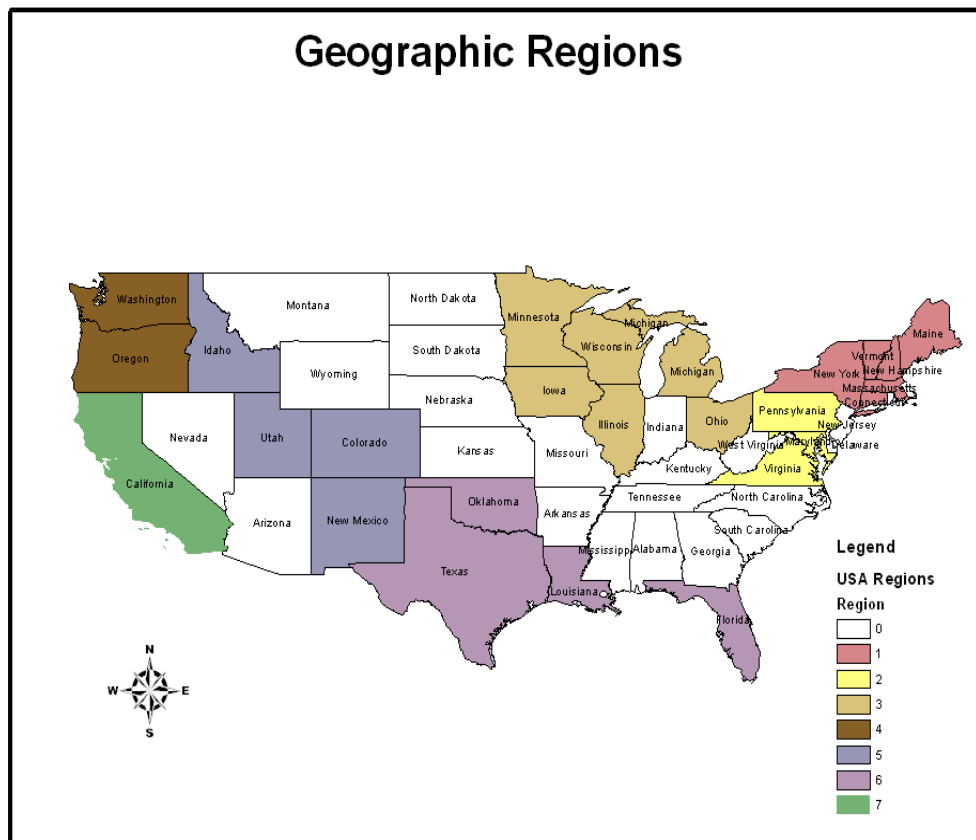 Geographic Regions
Washington
Montana
North Dakota
Minnesota
Michigan
Maine
Oregon
Idaho
Wyoming
South Dakota
Wisconsin
Michigan
Vermont
New York
New Hampshire
Nebraska
Iowa
Massachusetts
Connecticut
Nevada
Utah
Colorado
Kansas
Missouri
Illinois
Indiana
Ohio
Pennsylvania
New Jersey
West Virginia
Maryland
Delaware
California
Kentucky
Virginia
Arizona
New Mexico
Oklahoma
Arkansas
Tennessee
North Carolina
South Carolina
Texas
Louisiana
Mississippi
Alabama
Georgia
Florida
Legend
USA Regions
Region
0
1
2
3
4
5
6
7
N
W
E
S